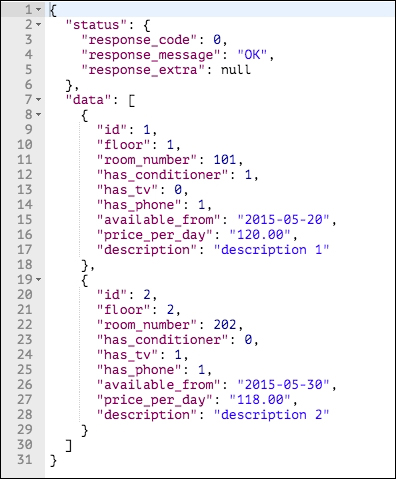 1 {
2 "status": {
3 "response_code": 0,
4 "response_message": "OK",
5 "response_extra": null
6 },
7 "data": [
8 {
9 "id": 1,
10 "floor": 1,
11 "room_number": 101,
12 "has_conditioner": 1,
13 "has_tv": 0,
14 "has_phone": 1,
15 "available_from": "2015-05-20",
16 "price_per_day": "120.00",
17 "description": "description 1"
18 },
19 {
20 "id": 2,
21 "floor": 2,
22 "room_number": 202,
23 "has_conditioner": 0,
24 "has_tv": 1,
25 "has_phone": 1,
26 "available_from": "2015-05-30",
27 "price_per_day": "118.00",
28 "description": "description 2"
29 }
30 ]
31 }